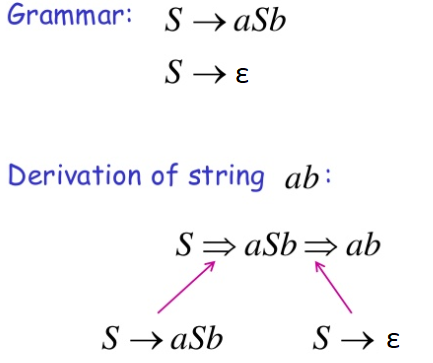 Grammar: S → aSb
S → ε
Derivation of string ab:
S ⇒ aSb ⇒ ab
S → aSb S → ε